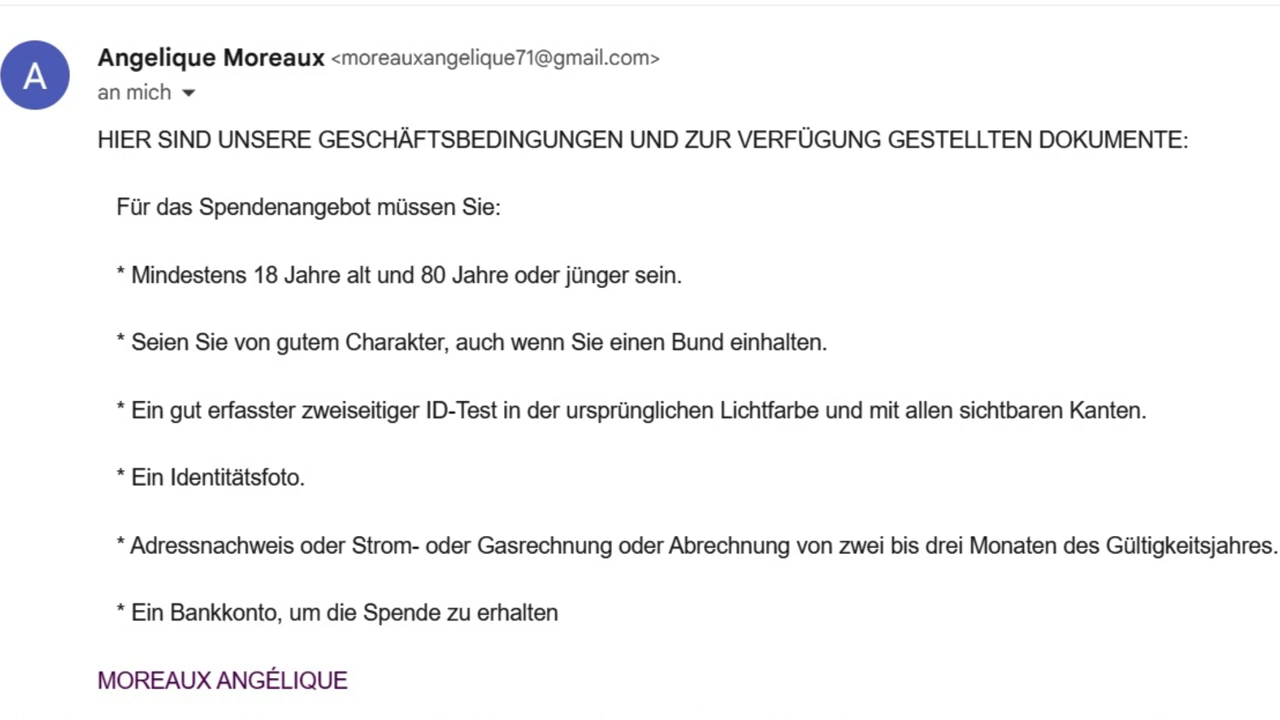 A
Angelique Moreaux <moreauxangelique71@gmail.com>
an mich
HIER SIND UNSERE GESCHÄFTSBEDINGUNGEN UND ZUR VERFÜGUNG GESTELLTEN DOKUMENTE:
Für das Spendenangebot müssen Sie:
* Mindestens 18 Jahre alt und 80 Jahre oder jünger sein.
* Seien Sie von gutem Charakter, auch wenn Sie einen Bund einhalten.
* Ein gut erfasster zweiseitiger ID-Test in der ursprünglichen Lichtfarbe und mit allen sichtbaren Kanten.
* Ein Identitätsfoto.
* Adressnachweis oder Strom- oder Gasrechnung oder Abrechnung von zwei bis drei Monaten des Gültigkeitsjahres.
* Ein Bankkonto, um die Spende zu erhalten
MOREAUX ANGÉLIQUE